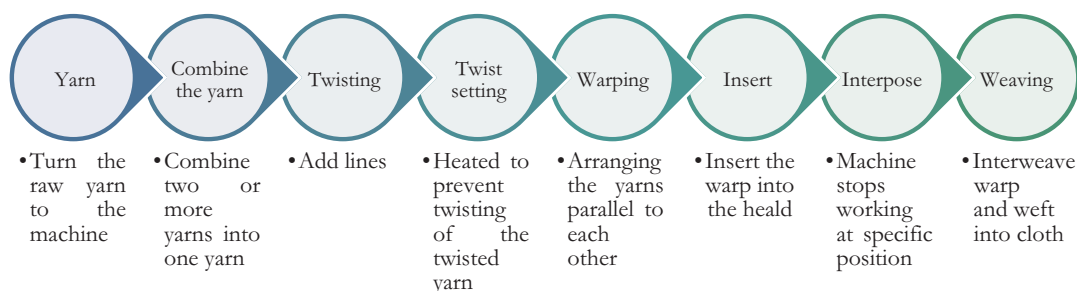 Yarn
Combine
the yarn
Twisting
Twist
setting
Warping
Insert
Interpose
Weaving
•Turn the
raw yarn
to the
machine
•Combine
two or
more
yarns into
one yarn
•Add lines
•Heated to
prevent
twisting
of the
twisted
yarn
•Arranging
the yarns
parallel to
each
other
•Insert the
warp into
the heald
•Machine
stops
working
at specific
position
•Interweave
warp
and weft
into cloth